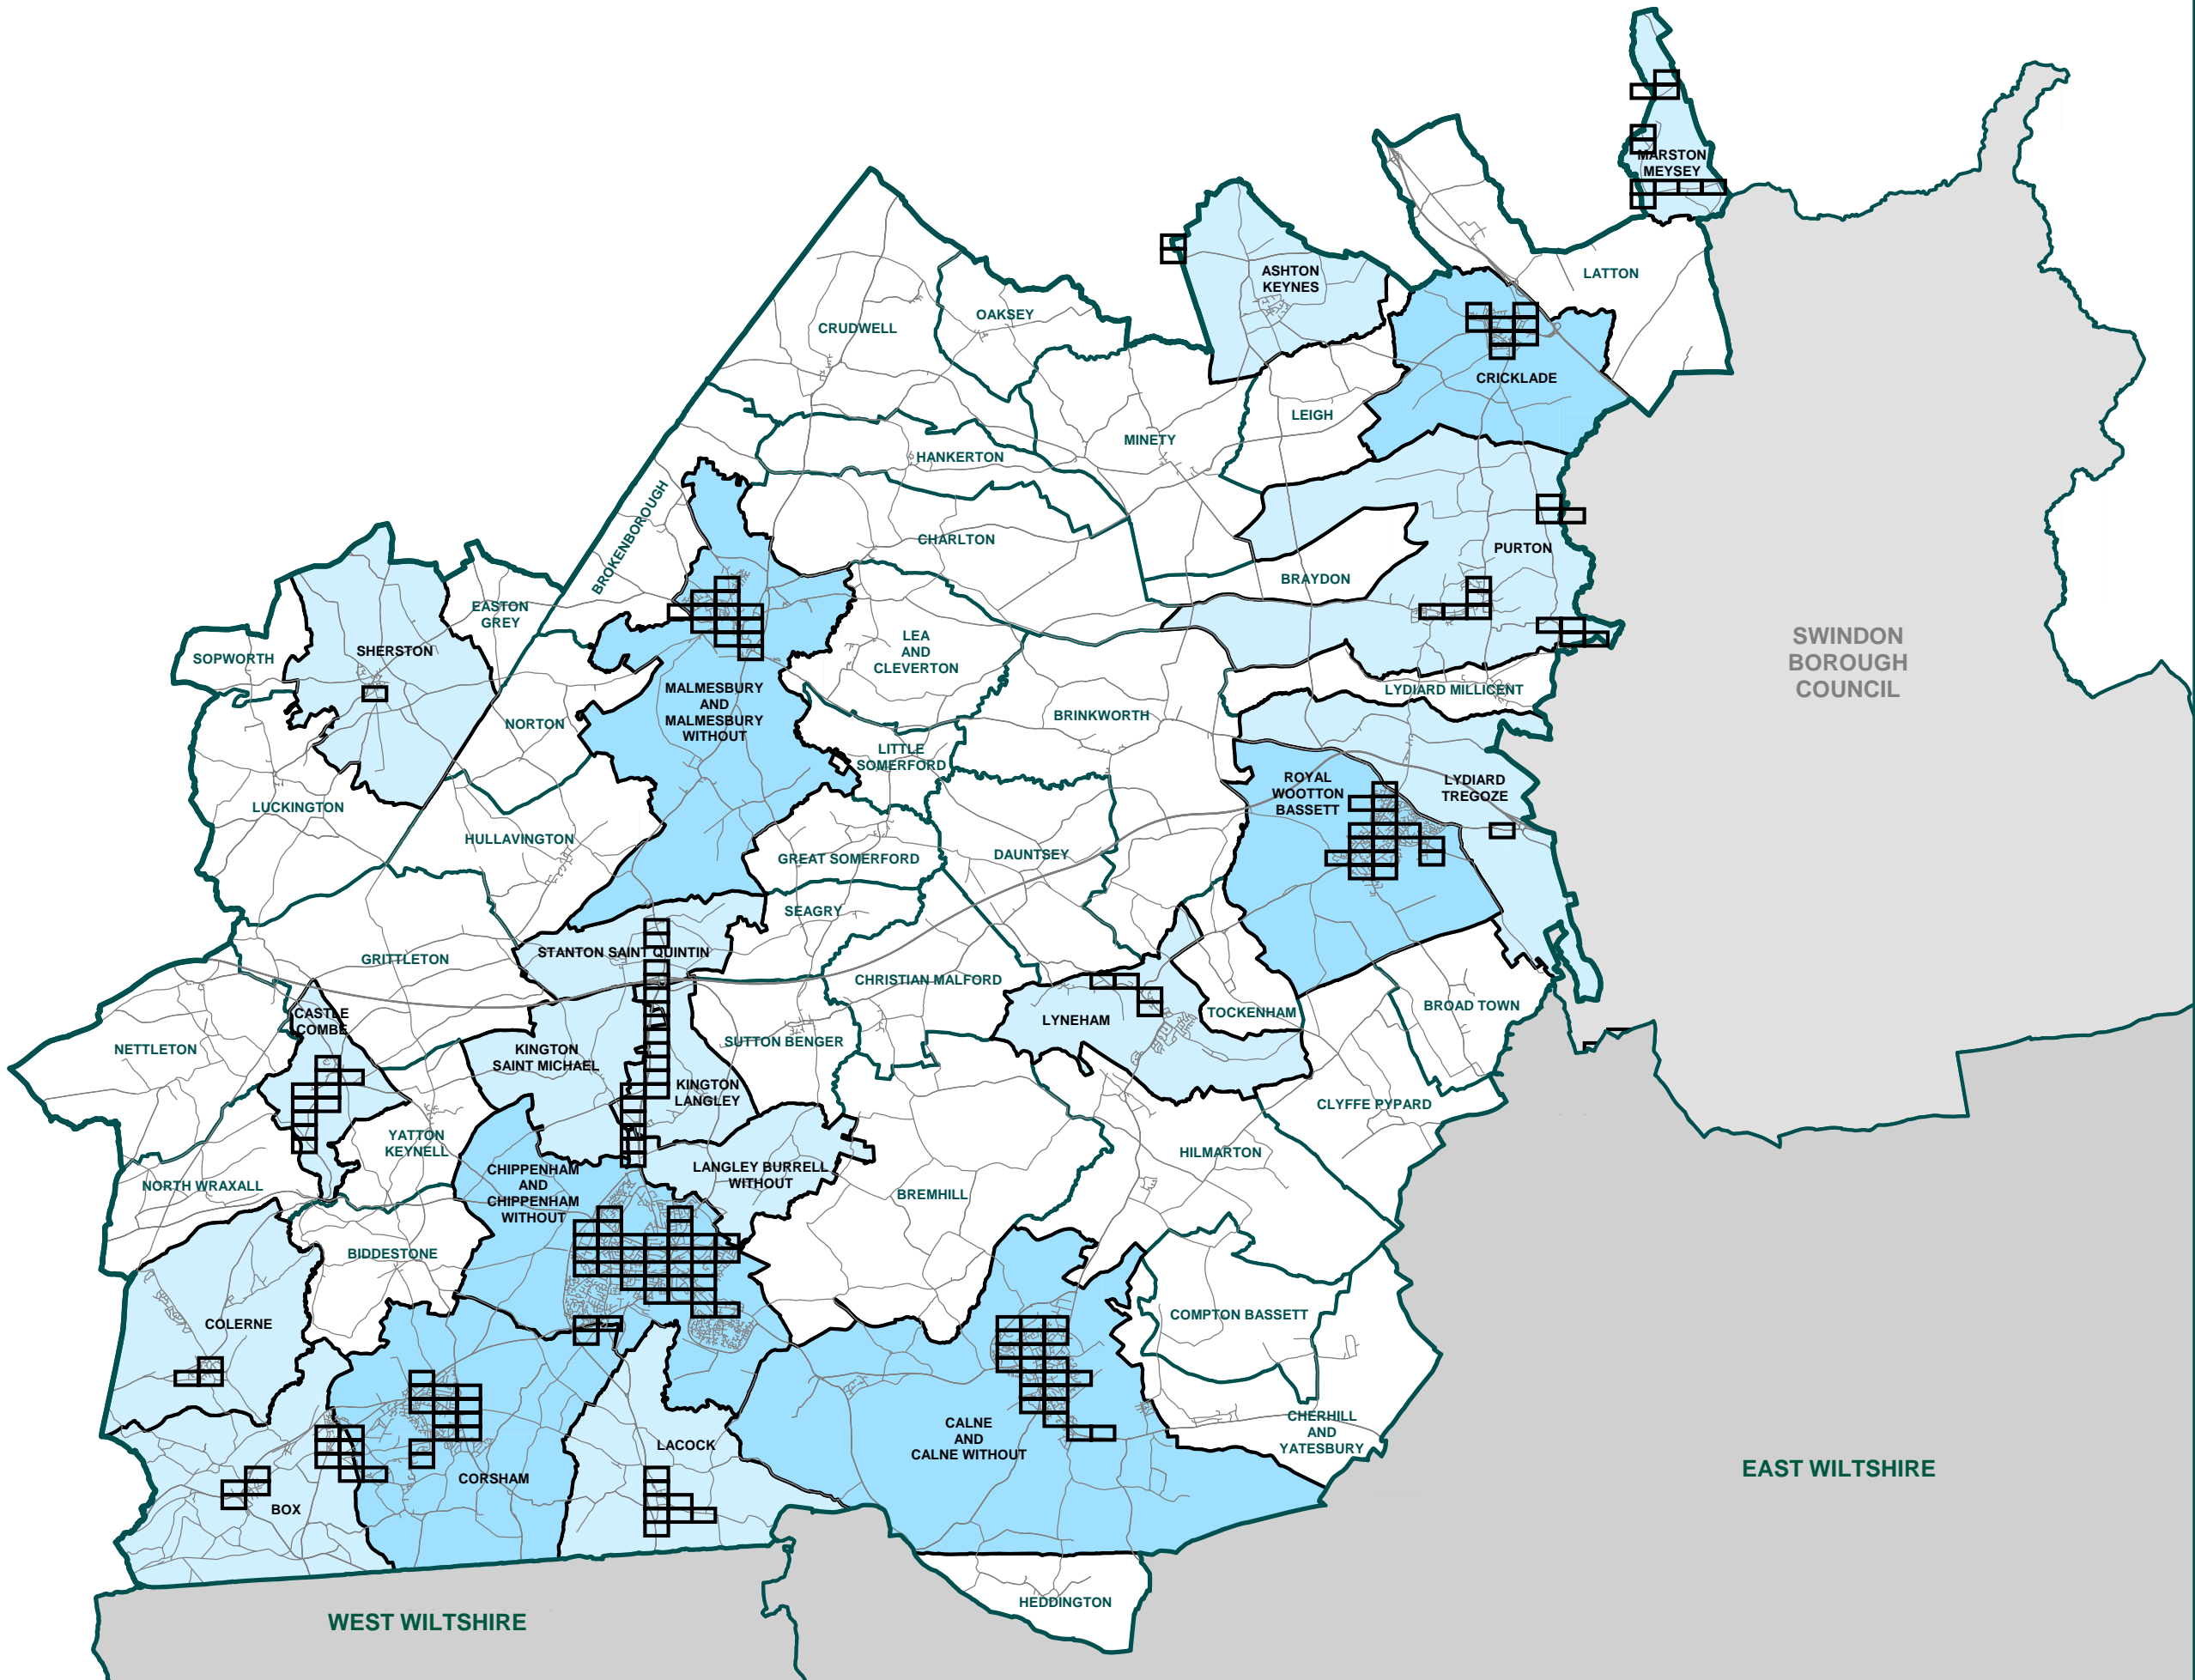 MARSTON
MEYSEY
LATTON
ASHTON
KEYNES
OAKSEY
CRUDWELL
CRICKLADE
LEIGH
MINETY
HANKERTON
BROKENBOROUGH
CHARLTON
PURTON
BRAYDON
EASTON
GREY
SHERSTON
SOPWORTH
LEA
AND
CLEVERTON
SWINDON
BOROUGH
COUNCIL
LYDIARD MILLICENT
MALMESBURY
AND
MALMESBURY
WITHOUT
BRINKWORTH
NORTON
LITTLE
SOMERFORD
ROYAL
WOOTTON
BASSETT
LYDIARD
TREGOZE
LUCKINGTON
HULLAVINGTON
GREAT SOMERFORD
DAUNTSEY
SEAGRY
STANTON SAINT QUINTIN
GRITTLETON
CHRISTIAN MALFORD
BROAD TOWN
TOCKENHAM
LYNEHAM
CASTLE
COMBE
NETTLETON
SUTTON BENGER
KINGTON
SAINT MICHAEL
KINGTON
LANGLEY
CLYFFE PYPARD
YATTON
KEYNELL
HILMARTON
CHIPPENHAM
AND
CHIPPENHAM
WITHOUT
LANGLEY BURRELL
WITHOUT
NORTH WRAXALL
BREMHILL
BIDDESTONE
COMPTON BASSETT
COLERNE
CHERHILL
AND
YATESBURY
CALNE
AND
CALNE WITHOUT
LACOCK
EAST WILTSHIRE
CORSHAM
BOX
HEDDINGTON
WEST WILTSHIRE